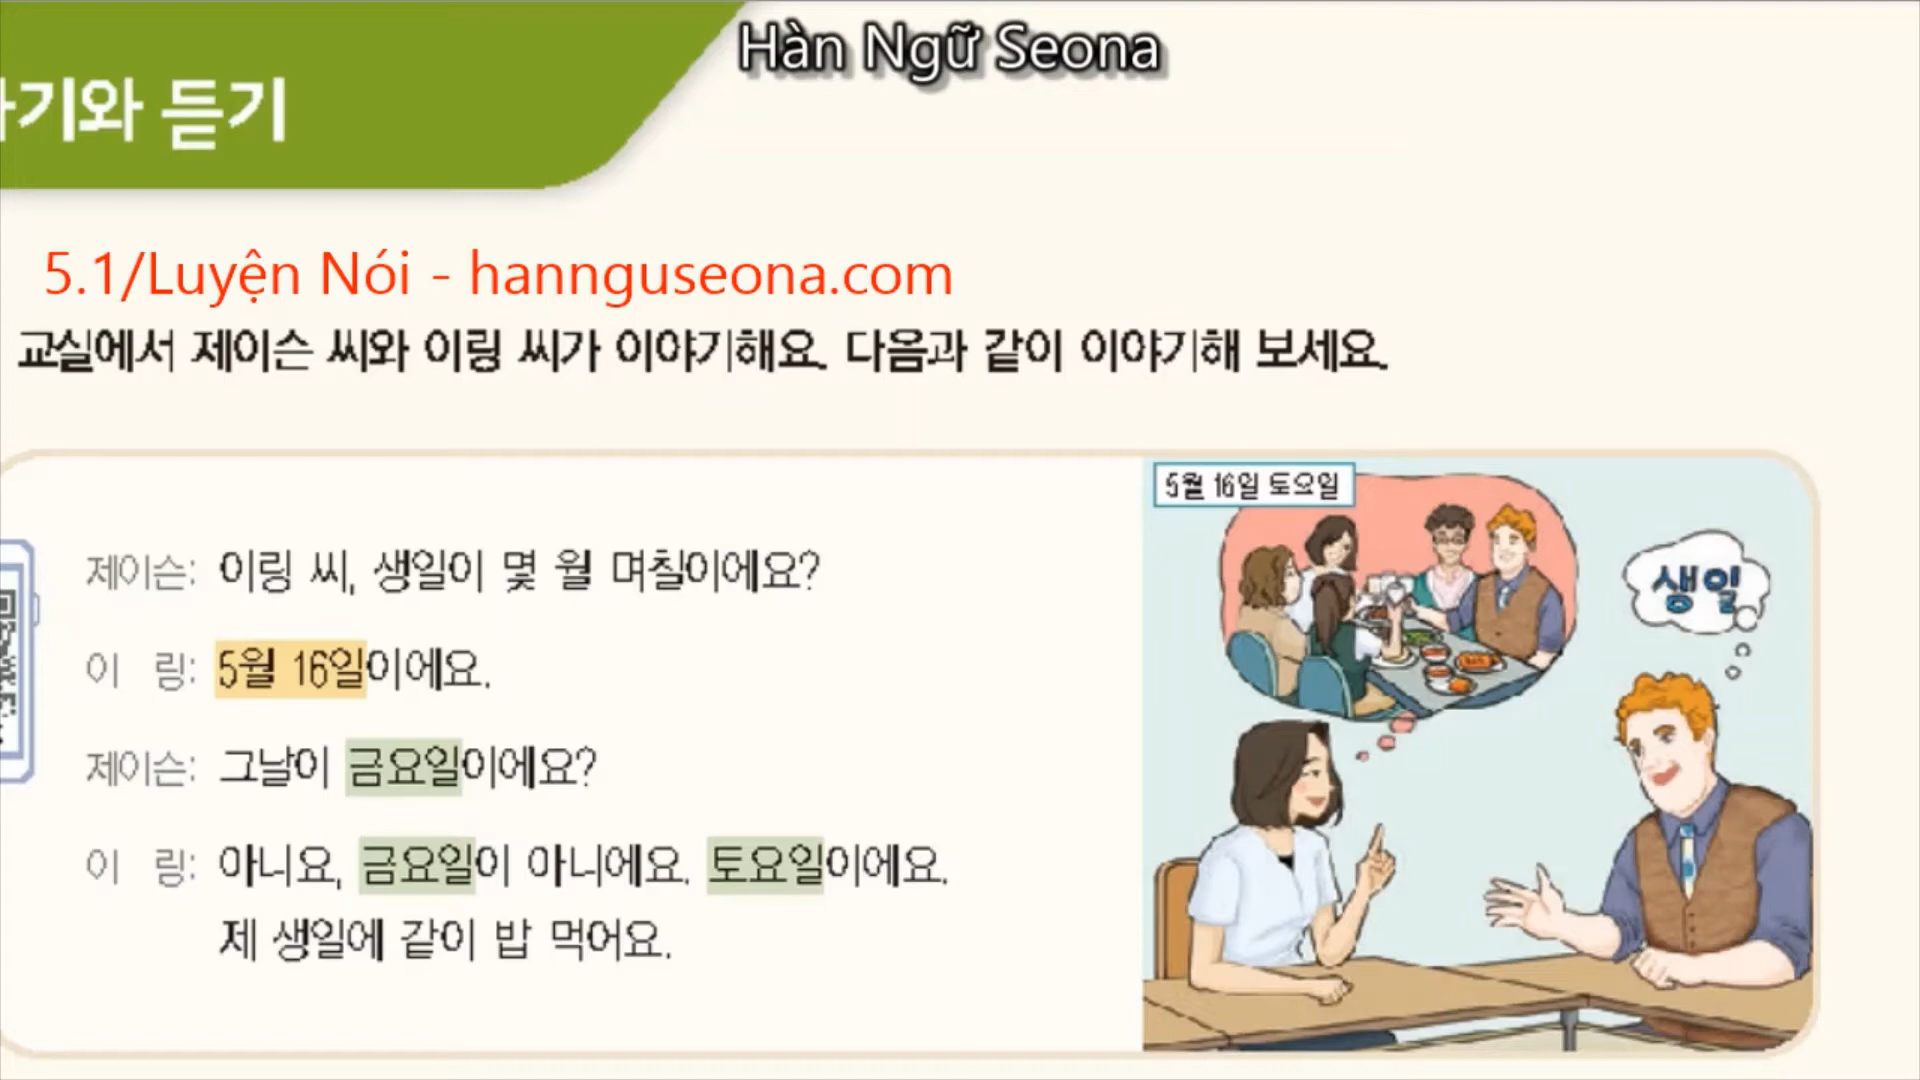 Hàn Ngữ Seona
하기와 듣기
5.1/Luyện Nói - hannguseona.com
교실에서 제이슨 씨와 이링 씨가 이야기해요. 다음과 같이 이야기해 보세요.
5월 16일 토요일
생일
제이슨: 이링 씨, 생일이 몇 월 며칠이에요?
이 링: 5월 16일이에요.
제이슨: 그날이 금요일이에요?
이 링: 아니요, 금요일이 아니에요. 토요일이에요.
제 생일에 같이 밥 먹어요.